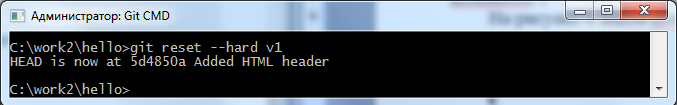 Администратор: Git CMD
C:\work2\hello>git reset --hard v1
HEAD is now at 5d4850a Added HTML header
C:\work2\hello>